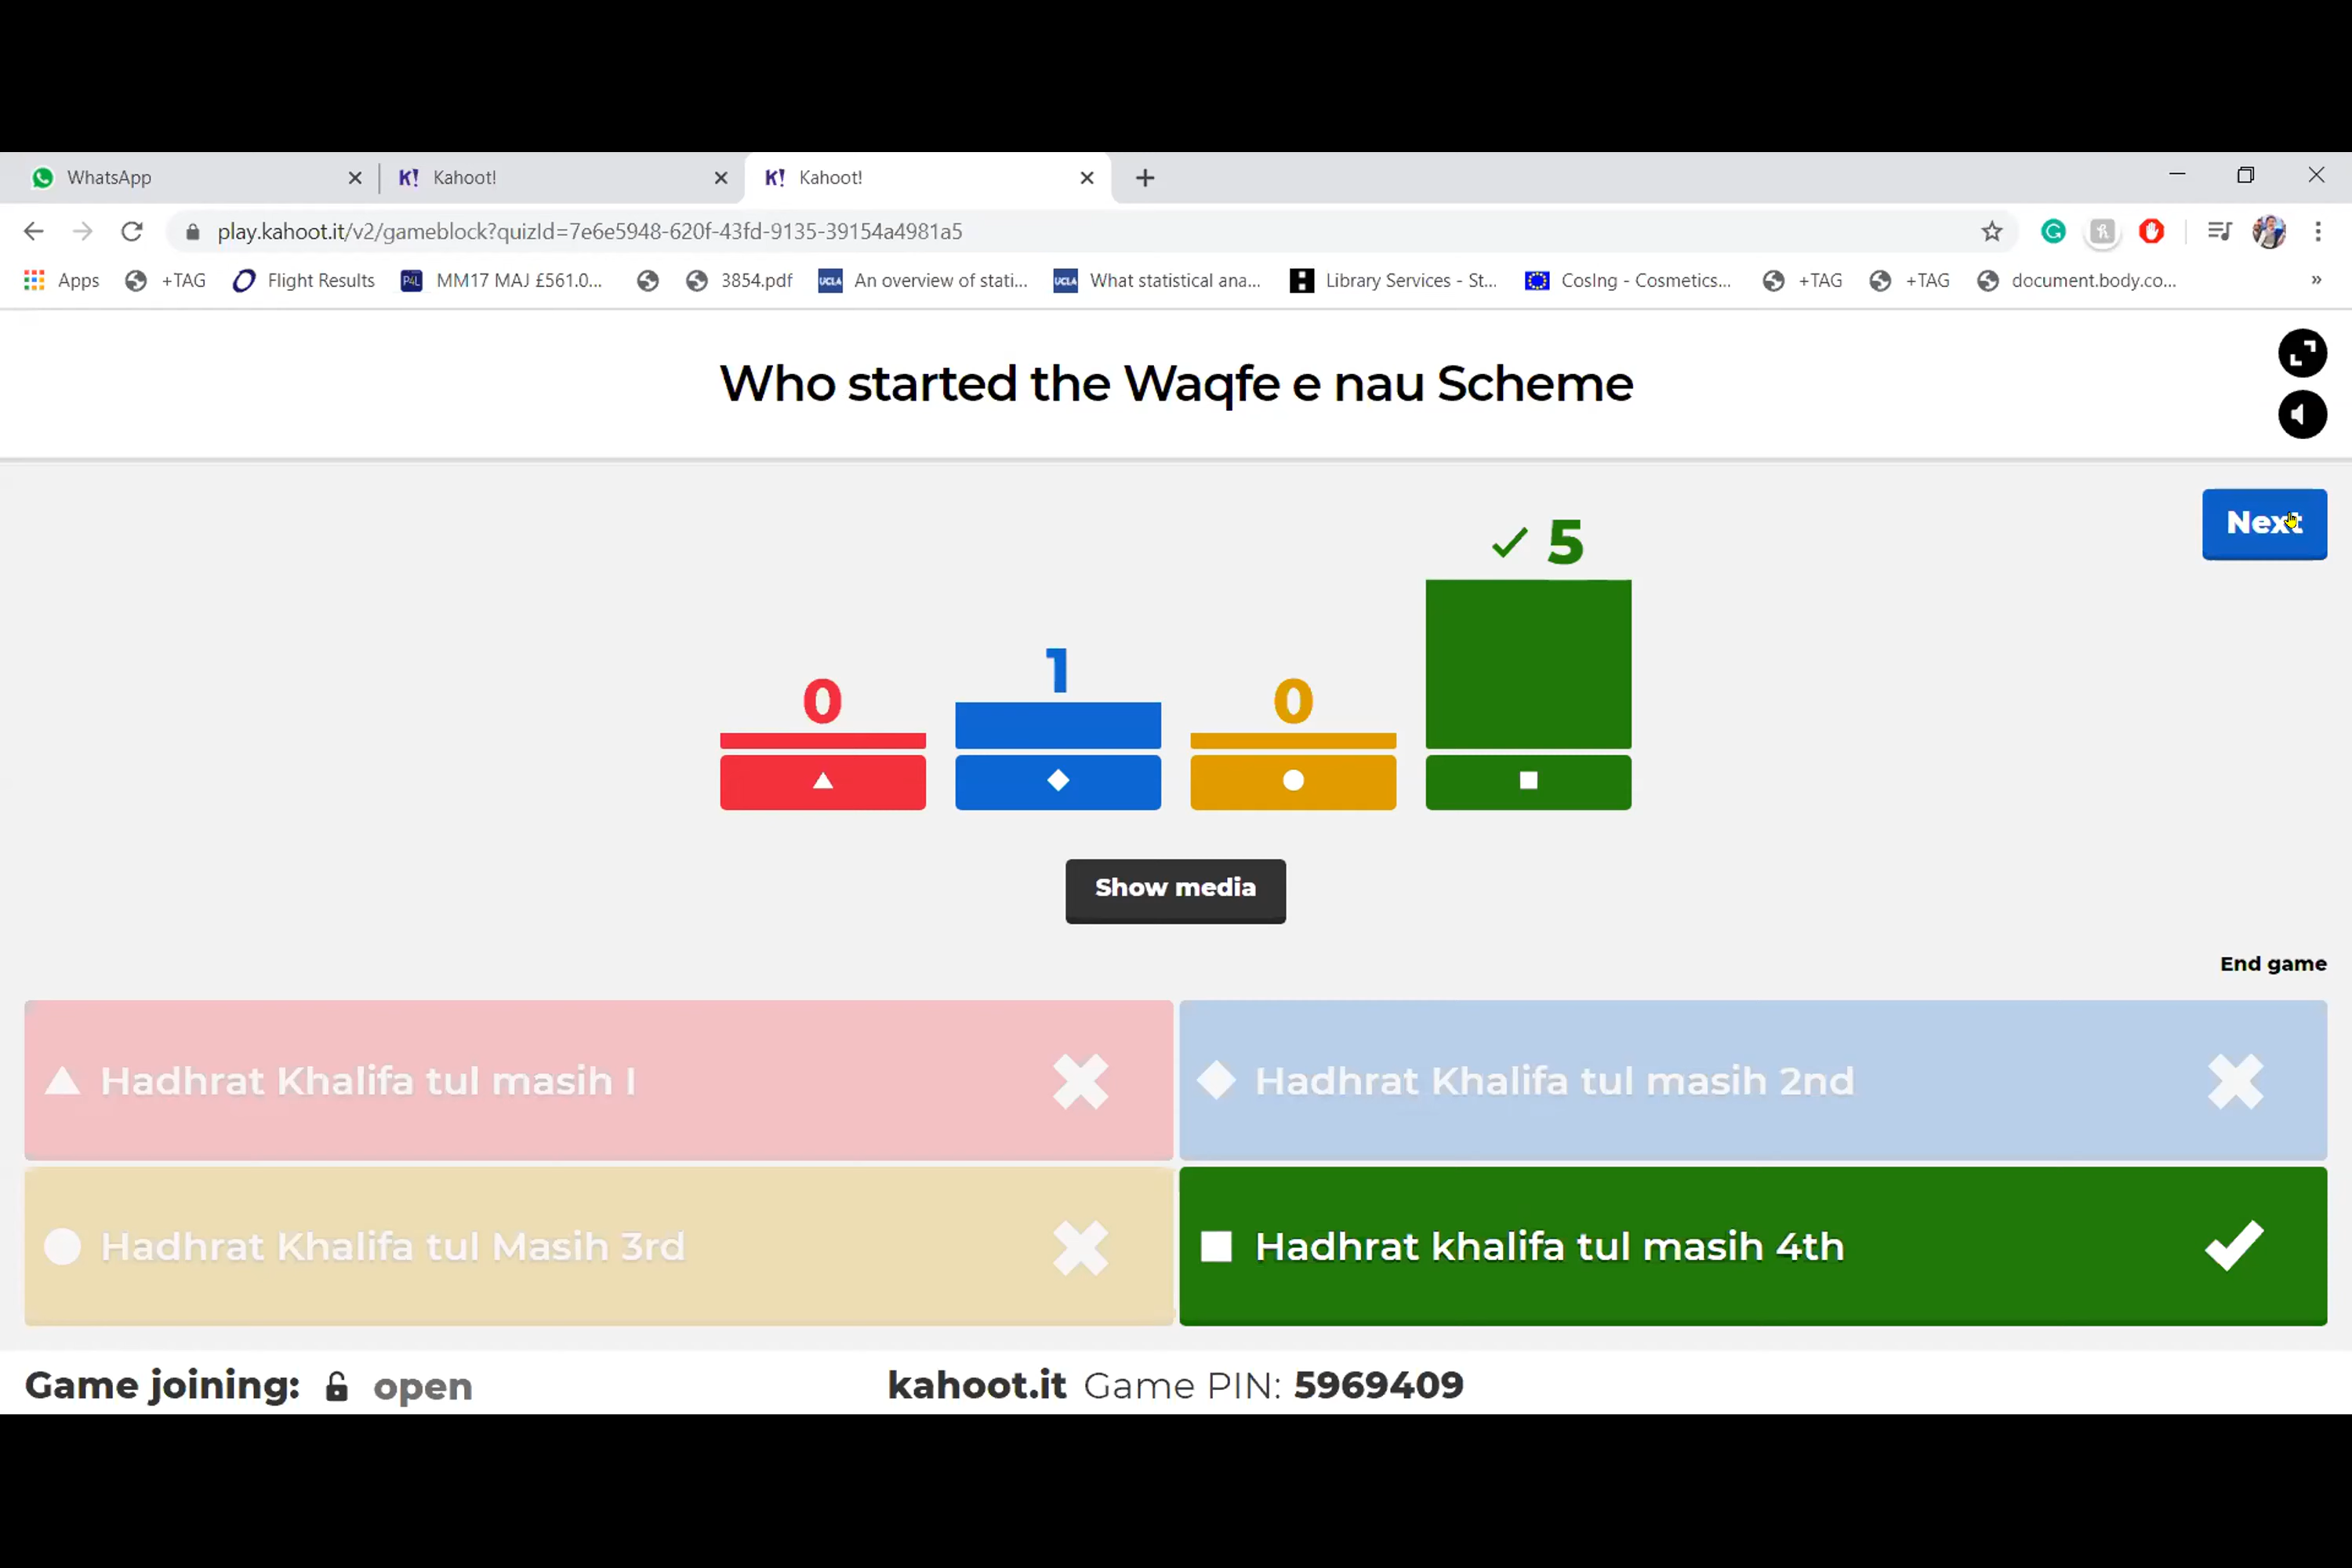 WhatsApp
K! Kahoot!
K! Kahoot!
play.kahoot.it/v2/gameblock?quizId=7e6e5948-620f-43fd-9135-39154a4981a5
Apps +TAG Flight Results P4L MM17 MAJ £561.0... 3854.pdf UCLA An overview of stati... UCLA What statistical ana... Library Services - St... CosIng - Cosmetics... +TAG +TAG document.body.co... »
Who started the Waqfe e nau Scheme
Next
0 1 0 5
Show media
End game
Hadhrat Khalifa tul masih I
Hadhrat Khalifa tul masih 2nd
Hadhrat Khalifa tul Masih 3rd
Hadhrat khalifa tul masih 4th
Game joining: open kahoot.it Game PIN: 5969409